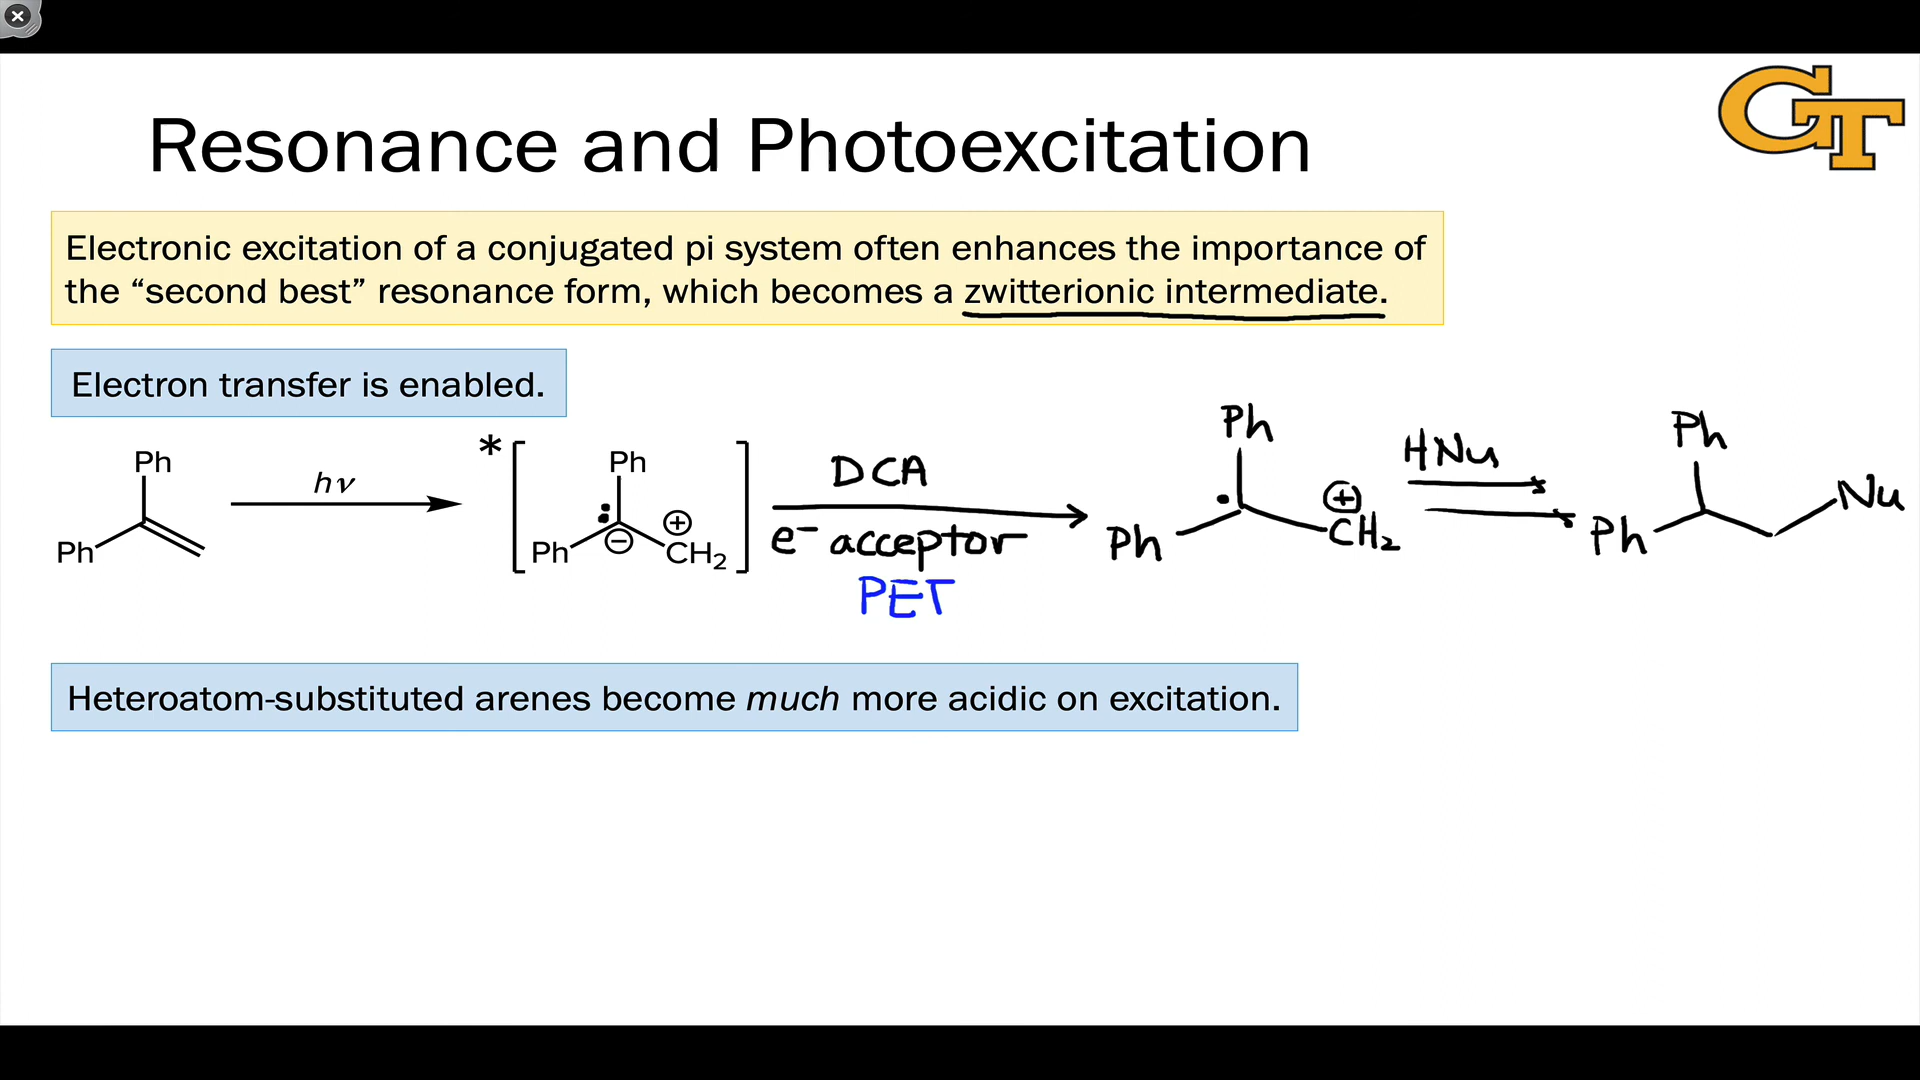 GT
Resonance and Photoexcitation
Electronic excitation of a conjugated pi system often enhances the importance of
the “second best” resonance form, which becomes a zwitterionic intermediate.
Electron transfer is enabled.
Ph
Ph
hν
*
Ph
Ph
:
⊖
⊕
CH₂
DCA
e⁻ acceptor
PET
Ph
Ph
·
⊕
CH₂
HNu
Ph
Ph
Nu
Heteroatom-substituted arenes become much more acidic on excitation.